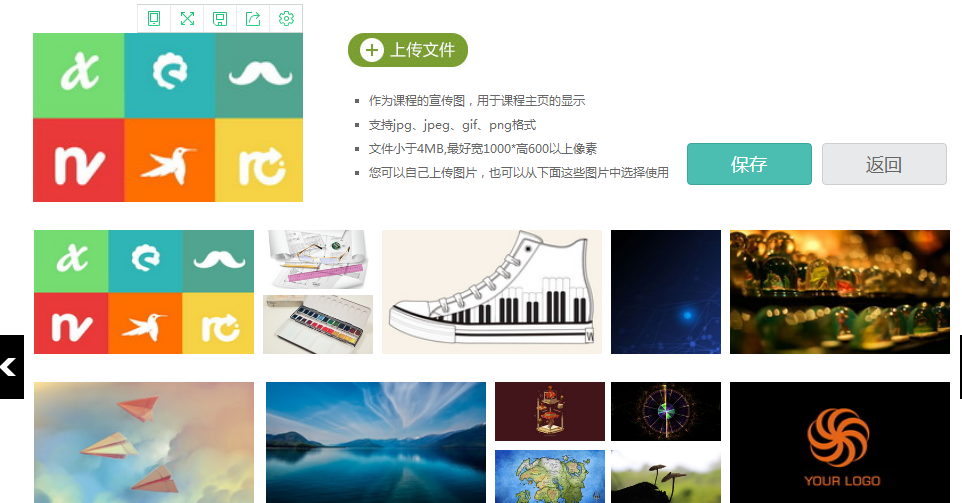 上传文件
作为课程的宣传图，用于课程主页的显示
支持jpg、jpeg、gif、png格式
文件小于4MB,最好宽1000*高600以上像素
您可以自己上传图片，也可以从下面这些图片中选择使用
保存
返回
YOUR LOGO